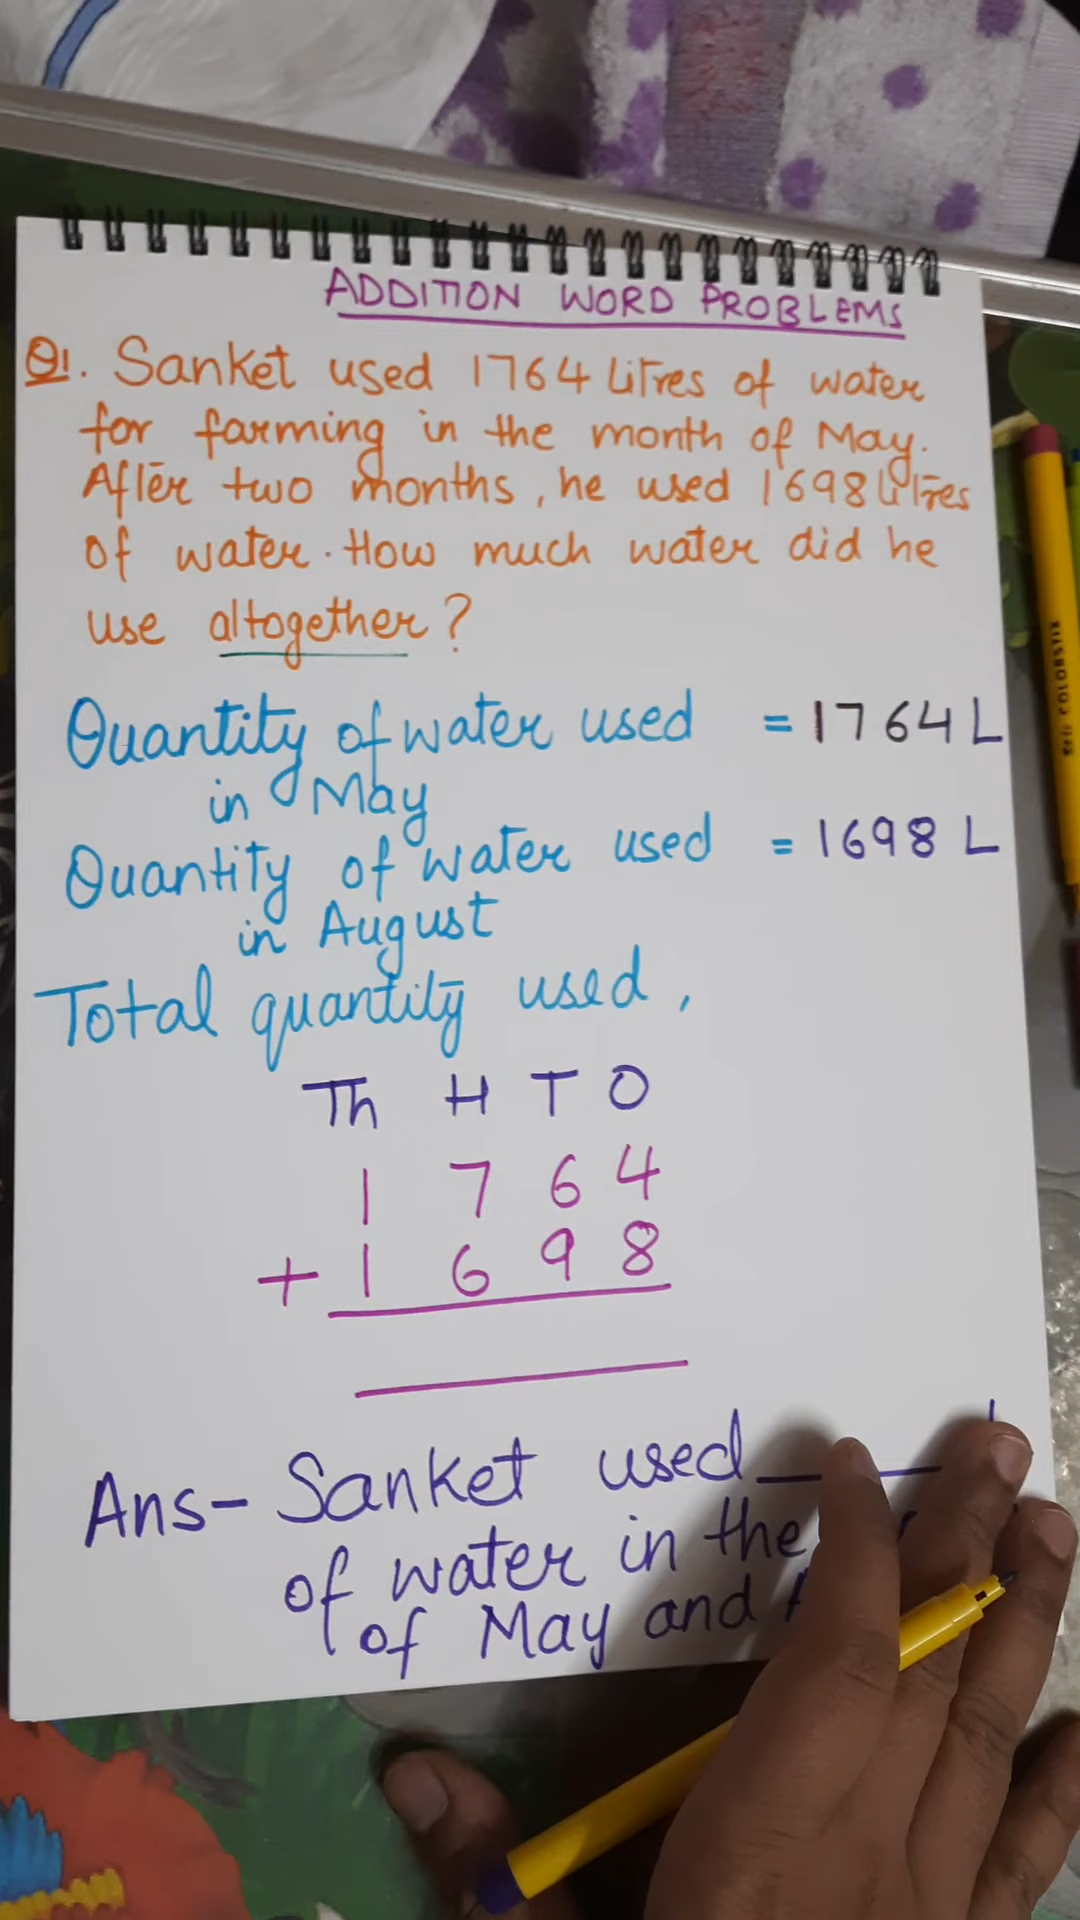 ADDITION WORD PROBLEMS
Q1. Sanket used 1764 Litres of water
for farming in the month of May.
After two months, he used 1698 Litres
of water. How much water did he
use altogether?
Quantity of water used = 1764 L
in May
Quantity of water used = 1698 L
in August
Total quantity used,
Th H T O
1 7 6 4
+ 1 6 9 8
Ans- Sanket used
of water in the
of May and